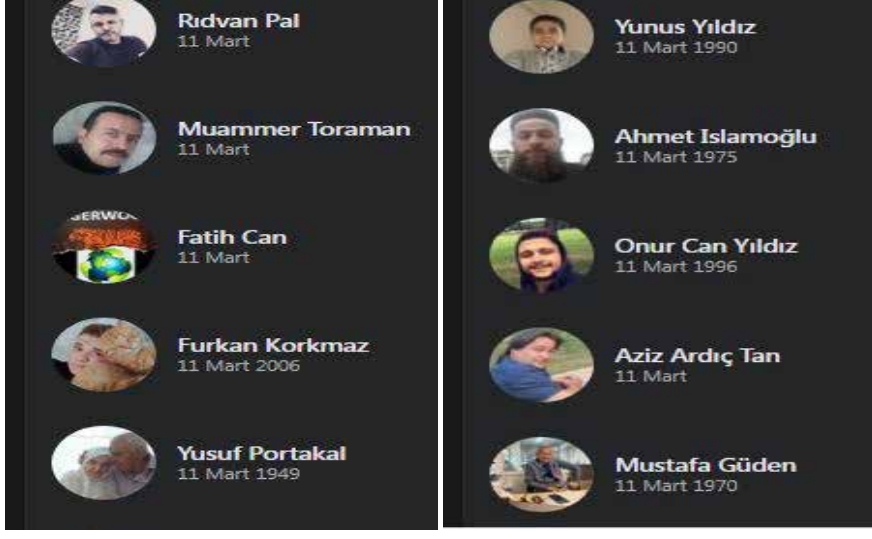 Rıdvan Pal
11 Mart
Muammer Toraman
11 Mart
GERWO
Fatih Can
11 Mart
Furkan Korkmaz
11 Mart 2006
Yusuf Portakal
11 Mart 1949
Yunus Yıldız
11 Mart 1990
Ahmet Islamoğlu
11 Mart 1975
Onur Can Yıldız
11 Mart 1996
Aziz Ardıç Tan
11 Mart
Mustafa Güden
11 Mart 1970